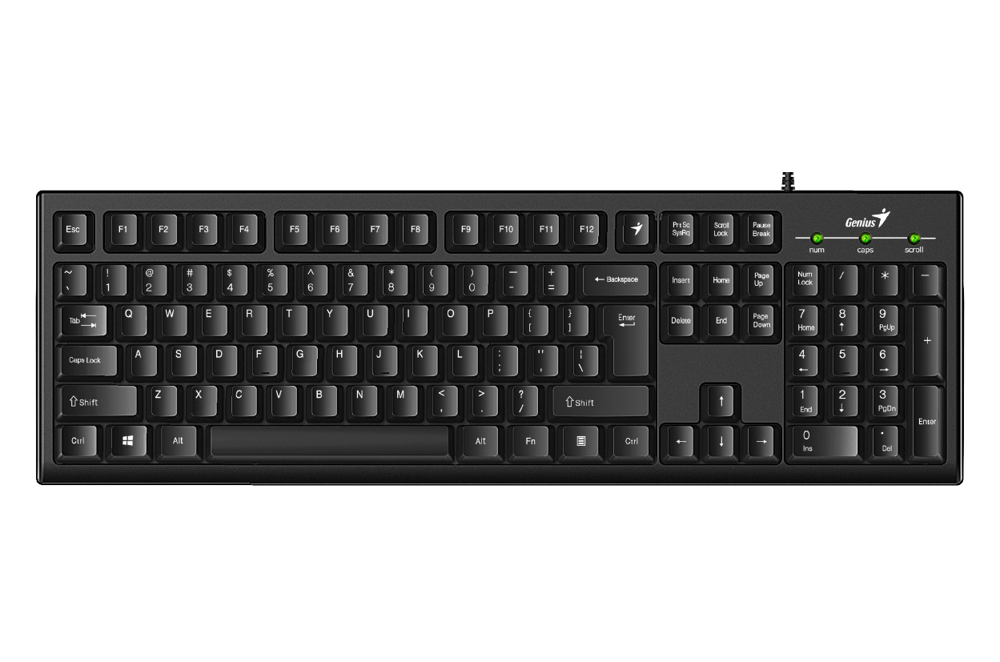 Genius
num caps scroll
Esc F1 F2 F3 F4 F5 F6 F7 F8 F9 F10 F11 F12 Prt Sc SysRq Scroll Lock Pause Break
~ ` ! 1 @ 2 # 3 $ 4 % 5 ^ 6 & 7 * 8 ( 9 ) 0 — - + = ← Backspace Insert Home Page Up Num Lock / * —
Tab Q W E R T Y U I O P { [ } ] Enter Delete End Page Down 7 Home 8 ↑ 9 PgUp +
Caps Lock A S D F G H J K L : ; " ' ¦ \ 4 ← 5 6 →
⇧ Shift Z X C V B N M < , > . ? / ⇧ Shift ↑ 1 End 2 ↓ 3 PgDn Enter
Ctrl Alt Alt Fn Ctrl ← ↓ → 0 Ins . Del